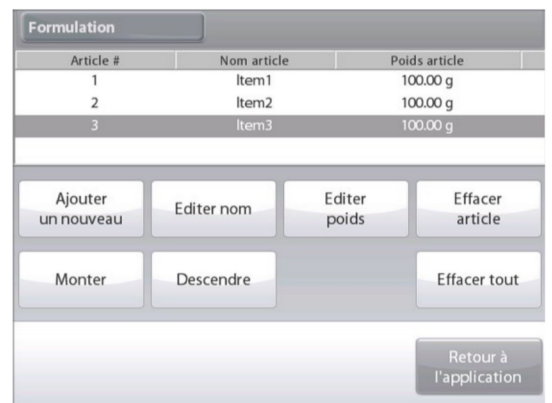 Formulation
Article # Nom article Poids article
1 Item1 100.00 g
2 Item2 100.00 g
3 Item3 100.00 g
Ajouter
un nouveau
Editer nom
Editer
poids
Effacer
article
Monter
Descendre
Effacer tout
Retour à
l'application